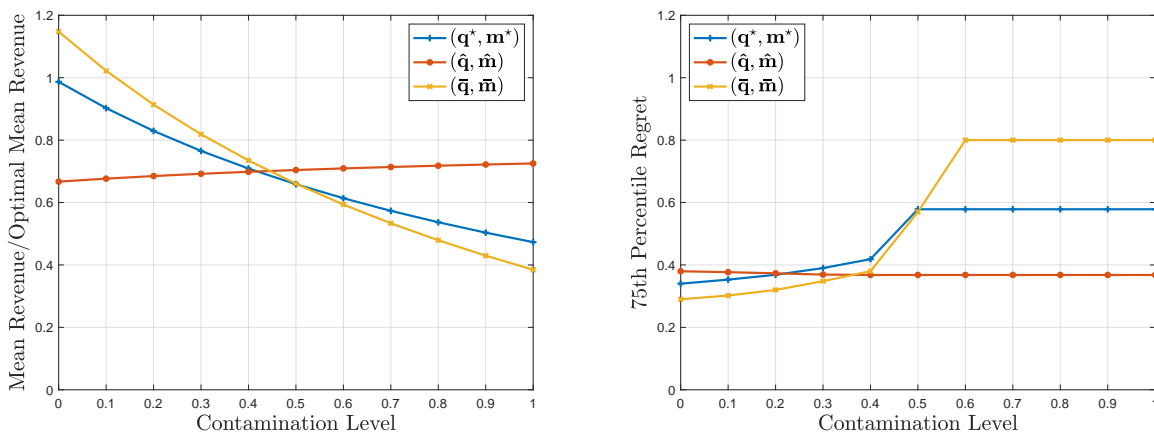 Mean Revenue/Optimal Mean Revenue
1.2
1
0.8
0.6
0.4
0.2
0
0 0.1 0.2 0.3 0.4 0.5 0.6 0.7 0.8 0.9 1
Contamination Level
(q⋆, m⋆)
(q̂, m̂)
(q̄, m̄)
75th Percentile Regret
1.2
1
0.8
0.6
0.4
0.2
0
0 0.1 0.2 0.3 0.4 0.5 0.6 0.7 0.8 0.9 1
Contamination Level
(q⋆, m⋆)
(q̂, m̂)
(q̄, m̄)